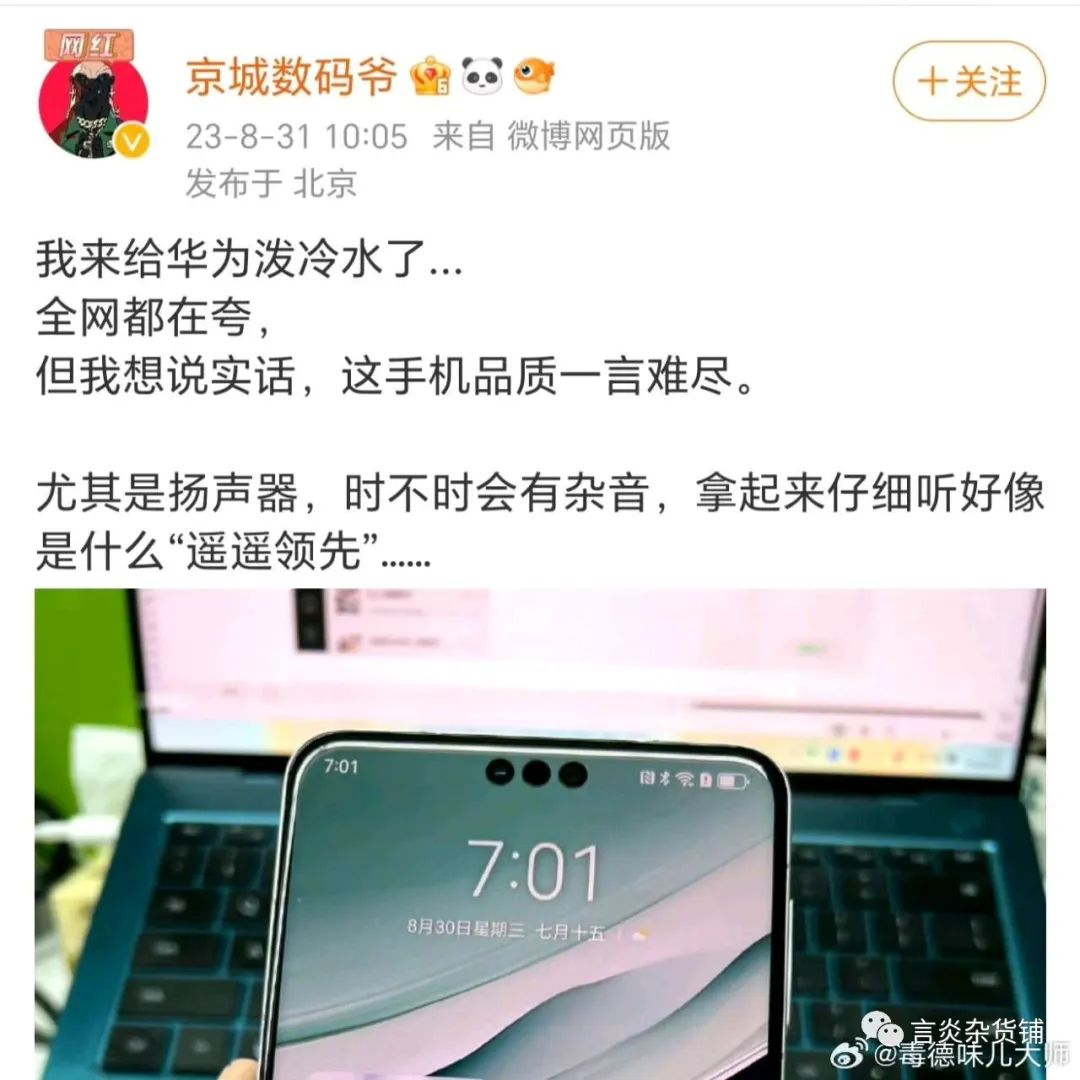 网红
京城数码爷
6
+关注
23-8-31 10:05 来自 微博网页版
发布于 北京
我来给华为泼冷水了...
全网都在夸，
但我想说实话，这手机品质一言难尽。
尤其是扬声器，时不时会有杂音，拿起来仔细听好像
是什么“遥遥领先”......
7:01
7:01
8月30日星期三 七月十五
言炎杂货铺
@毒德味儿大师